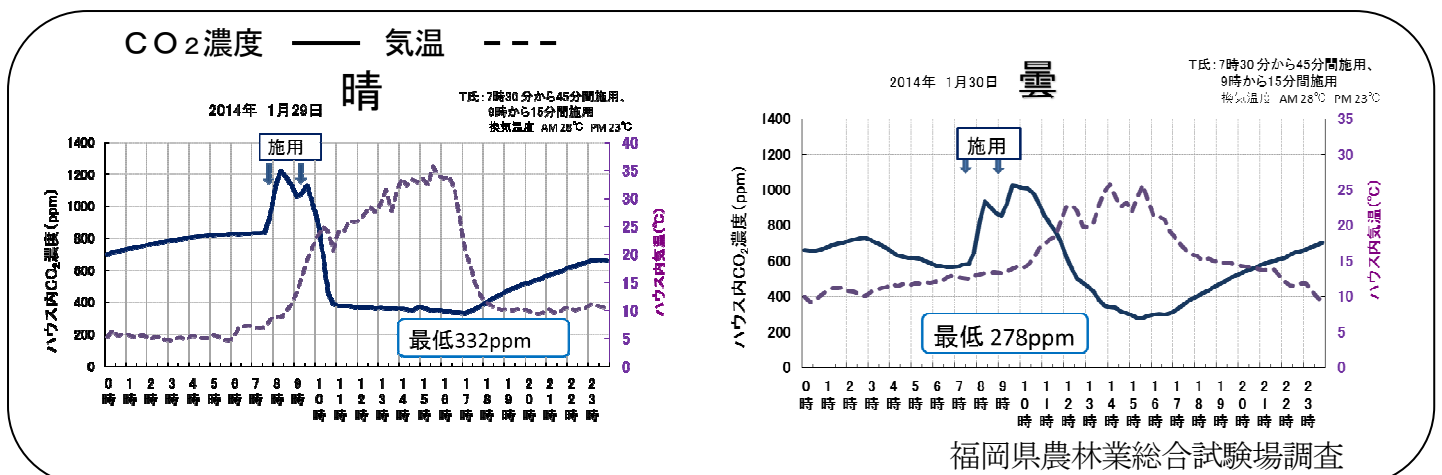 CO2濃度 気温
晴
2014年 1月29日
T氏:7時30分から45分間施用、
9時から15分間施用
換気温度 AM 28℃ PM 23℃
施用
ハウス内CO2濃度(ppm)
1400
1200
1000
800
600
400
200
0
ハウス内気温(℃)
40
35
30
25
20
15
10
5
0
最低332ppm
0時 1時 2時 3時 4時 5時 6時 7時 8時 9時 10時 11時 12時 13時 14時 15時 16時 17時 18時 19時 20時 21時 22時 23時
2014年 1月30日
曇
T氏:7時30分から45分間施用、
9時から15分間施用
換気温度 AM 28℃ PM 23℃
施用
ハウス内CO2濃度(ppm)
1400
1200
1000
800
600
400
200
0
ハウス内気温(℃)
35
30
25
20
15
10
5
0
最低 278ppm
0時 1時 2時 3時 4時 5時 6時 7時 8時 9時 10時 11時 12時 13時 14時 15時 16時 17時 18時 19時 20時 21時 22時 23時
福岡県農林業総合試験場調査